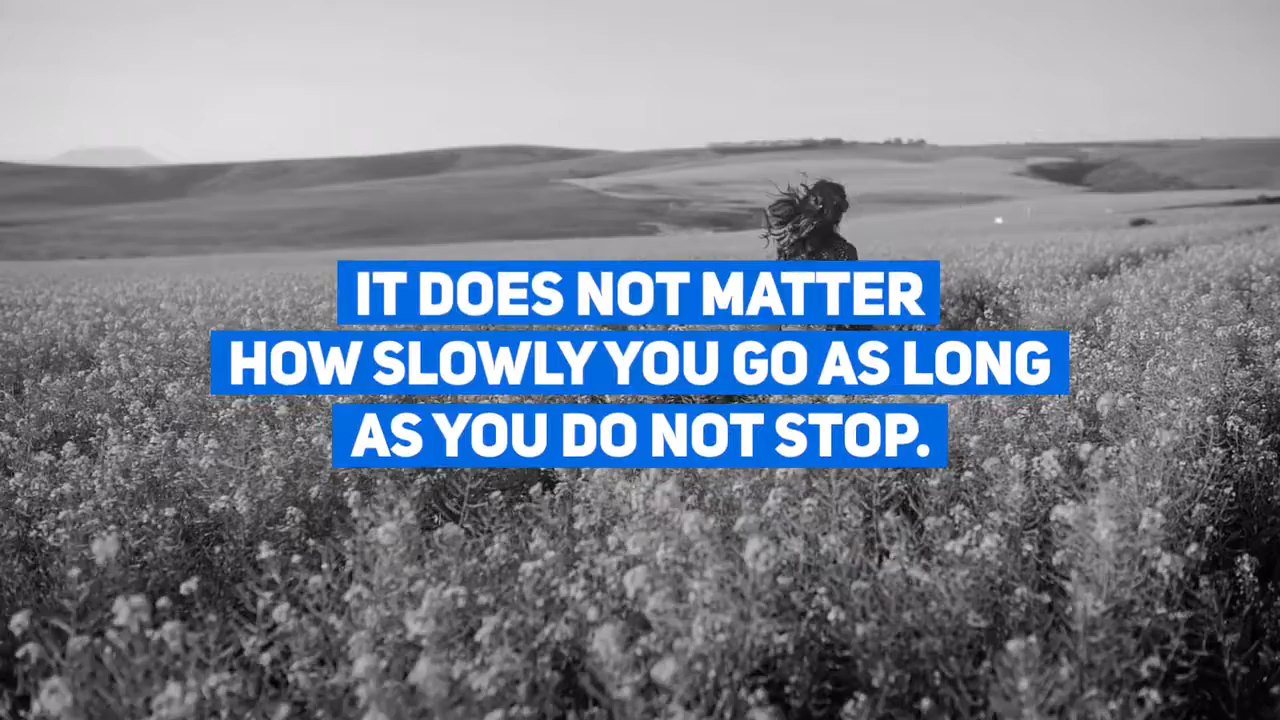 IT DOES NOT MATTER
HOW SLOWLY YOU GO AS LONG
AS YOU DO NOT STOP.